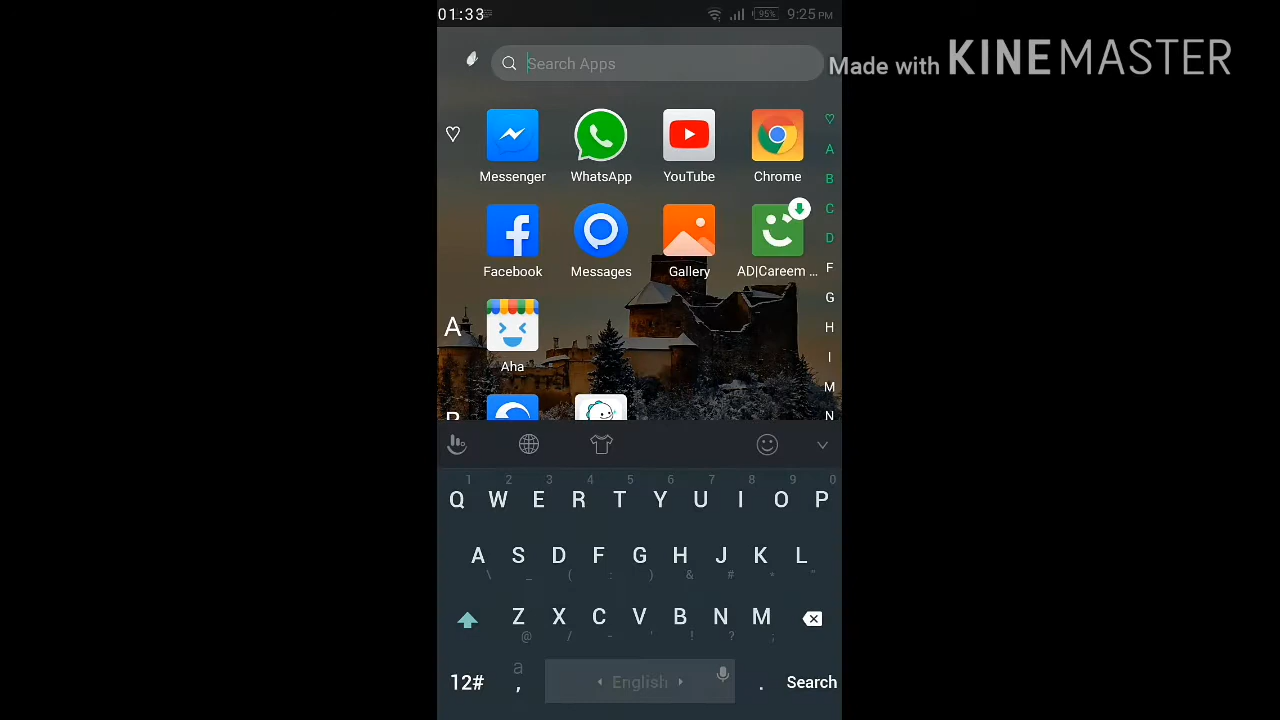 01:33
95%
9:25 PM
Search Apps
Made with KINEMASTER
Messenger
WhatsApp
YouTube
Chrome
Facebook
Messages
Gallery
AD|Careem ...
A
Aha
A
B
C
D
F
G
H
I
M
N
1 2 3 4 5 6 7 8 9 0
Q W E R T Y U I O P
A S D F G H J K L
\ _ ( : ) & # * "
Z X C V B N M
@ / - ' ! ? ;
a
12# , English . Search